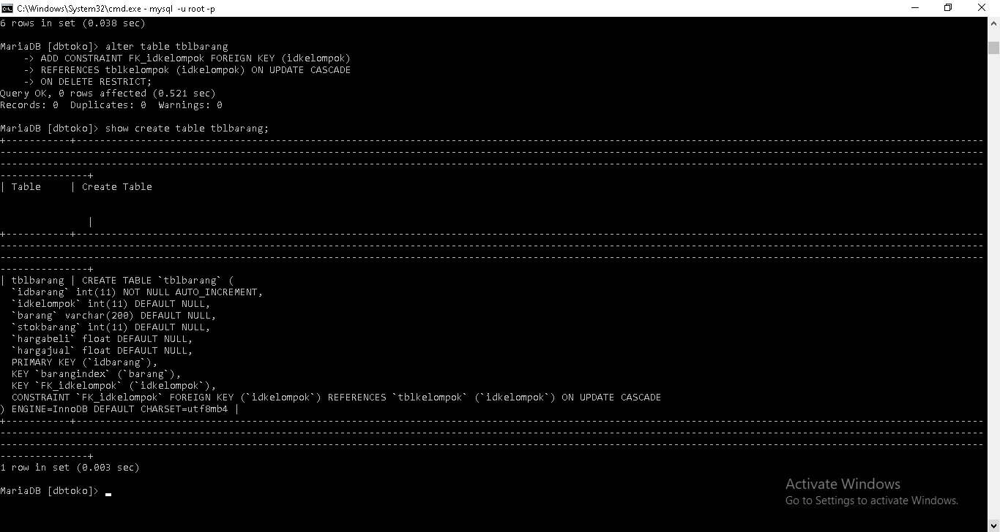 C:\Windows\System32\cmd.exe - mysql -u root -p
6 rows in set (0.038 sec)
MariaDB [dbtoko]> alter table tblbarang
    -> ADD CONSTRAINT FK_idkelompok FOREIGN KEY (idkelompok)
    -> REFERENCES tblkelompok (idkelompok) ON UPDATE CASCADE
    -> ON DELETE RESTRICT;
Query OK, 0 rows affected (0.521 sec)
Records: 0  Duplicates: 0  Warnings: 0
MariaDB [dbtoko]> show create table tblbarang;
| Table     | Create Table
|
| tblbarang | CREATE TABLE `tblbarang` (
  `idbarang` int(11) NOT NULL AUTO_INCREMENT,
  `idkelompok` int(11) DEFAULT NULL,
  `barang` varchar(200) DEFAULT NULL,
  `stokbarang` int(11) DEFAULT NULL,
  `hargabeli` float DEFAULT NULL,
  `hargajual` float DEFAULT NULL,
  PRIMARY KEY (`idbarang`),
  KEY `barangindex` (`barang`),
  KEY `FK_idkelompok` (`idkelompok`),
  CONSTRAINT `FK_idkelompok` FOREIGN KEY (`idkelompok`) REFERENCES `tblkelompok` (`idkelompok`) ON UPDATE CASCADE
) ENGINE=InnoDB DEFAULT CHARSET=utf8mb4 |
1 row in set (0.003 sec)
MariaDB [dbtoko]>
Activate Windows
Go to Settings to activate Windows.